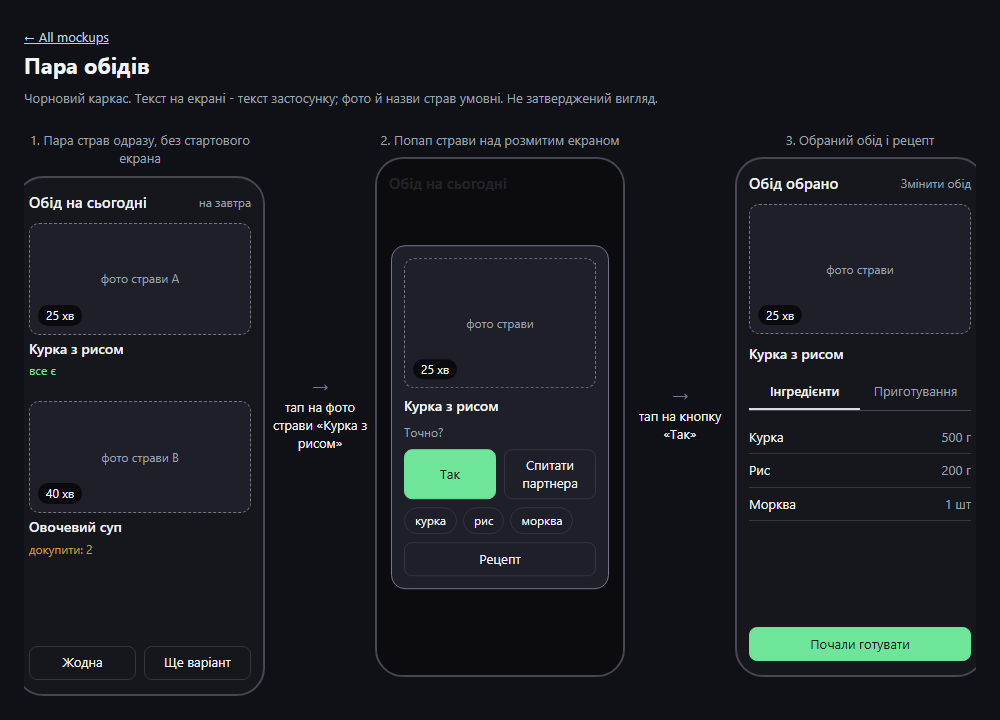 ← All mockups
Пара обідів
Чорновий каркас. Текст на екрані - текст застосунку; фото й назви страв умовні. Не затверджений вигляд.
1. Пара страв одразу, без стартового
екрана
Обід на сьогодні
на завтра
фото страви A
25 хв
Курка з рисом
все є
фото страви B
40 хв
Овочевий суп
докупити: 2
Жодна
Ще варіант
→
тап на фото
страви «Курка з
рисом»
2. Попап страви над розмитим екраном
Обід на сьогодні
фото страви
25 хв
Курка з рисом
Точно?
Так
Спитати
партнера
курка
рис
морква
Рецепт
→
тап на кнопку
«Так»
3. Обраний обід і рецепт
Обід обрано
Змінити обід
фото страви
25 хв
Курка з рисом
Інгредієнти
Приготування
Курка
500 г
Рис
200 г
Морква
1 шт
Почали готувати